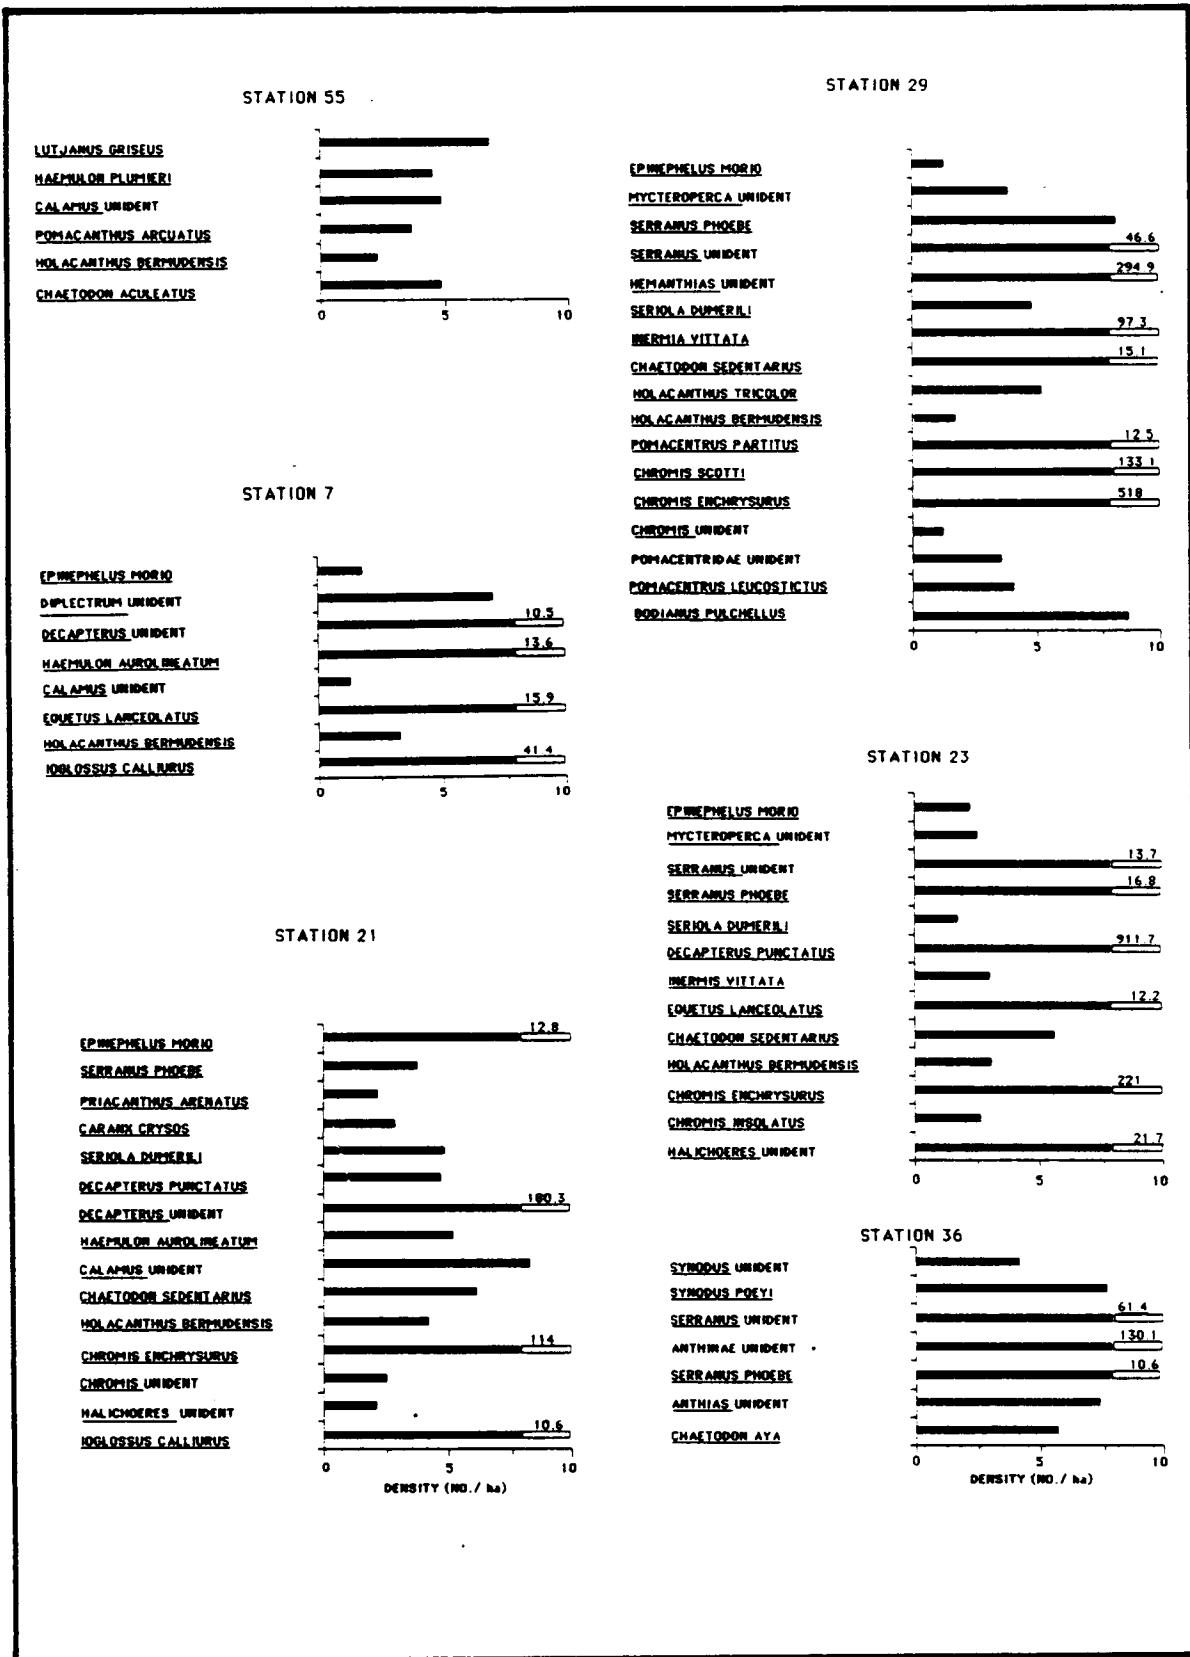 STATION 55
LUTJANUS GRISEUS
HAEMULON PLUMIERI
CALAMUS UNIDENT
POMACANTHUS ARCUATUS
HOLACANTHUS BERMUDENSIS
CHAETODON ACULEATUS
0 5 10
STATION 7
EPINEPHELUS MORIO
DIPLECTRUM UNIDENT
DECAPTERUS UNIDENT 10.5
HAEMULON AUROLINEATUM 13.6
CALAMUS UNIDENT
EQUETUS LANCEOLATUS 15.9
HOLACANTHUS BERMUDENSIS
IOGLOSSUS CALLIURUS 41.4
0 5 10
STATION 21
EPINEPHELUS MORIO 12.8
SERRANUS PHOEBE
PRIACANTHUS ARENATUS
CARANX CRYSOS
SERIOLA DUMERILI
DECAPTERUS PUNCTATUS
DECAPTERUS UNIDENT 180.3
HAEMULON AUROLINEATUM
CALAMUS UNIDENT
CHAETODON SEDENTARIUS
HOLACANTHUS BERMUDENSIS
CHROMIS ENCHRYSURUS 114
CHROMIS UNIDENT
HALICHOERES UNIDENT
IOGLOSSUS CALLIURUS 10.6
0 5 10
DENSITY (NO./ ha)
STATION 29
EPINEPHELUS MORIO
MYCTEROPERCA UNIDENT
SERRANUS PHOEBE
SERRANUS UNIDENT 46.6
HEMANTHIAS UNIDENT 294.9
SERIOLA DUMERILI
INERMIA VITTATA 97.3
CHAETODON SEDENTARIUS 15.1
HOLACANTHUS TRICOLOR
HOLACANTHUS BERMUDENSIS
POMACENTRUS PARTITUS 12.5
CHROMIS SCOTTI 133.1
CHROMIS ENCHRYSURUS 518
CHROMIS UNIDENT
POMACENTRIDAE UNIDENT
POMACENTRUS LEUCOSTICTUS
BODIANUS PULCHELLUS
0 5 10
STATION 23
EPINEPHELUS MORIO
MYCTEROPERCA UNIDENT
SERRANUS UNIDENT 13.7
SERRANUS PHOEBE 16.8
SERIOLA DUMERILI
DECAPTERUS PUNCTATUS 911.7
INERMIS VITTATA
EQUETUS LANCEOLATUS 12.2
CHAETODON SEDENTARIUS
HOLACANTHUS BERMUDENSIS
CHROMIS ENCHRYSURUS 221
CHROMIS INSOLATUS
HALICHOERES UNIDENT 21.7
0 5 10
STATION 36
SYNODUS UNIDENT
SYNODUS POEYI
SERRANUS UNIDENT 61.4
ANTHINAE UNIDENT 130.1
SERRANUS PHOEBE 10.6
ANTHIAS UNIDENT
CHAETODON AYA
0 5 10
DENSITY (NO./ ha)